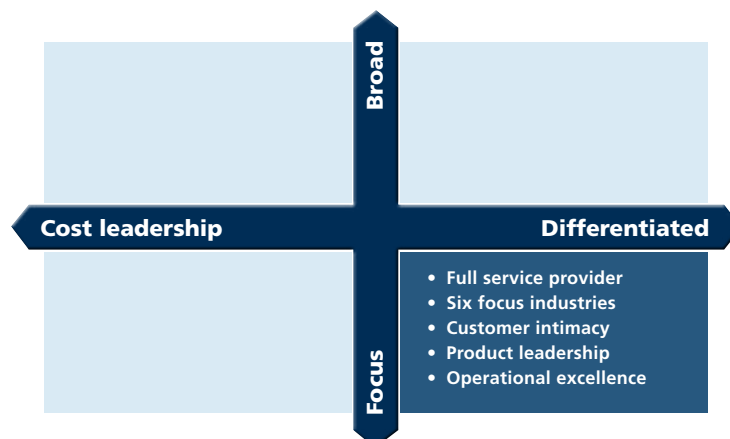 Broad
Cost leadership
Differentiated
• Full service provider
• Six focus industries
• Customer intimacy
• Product leadership
• Operational excellence
Focus